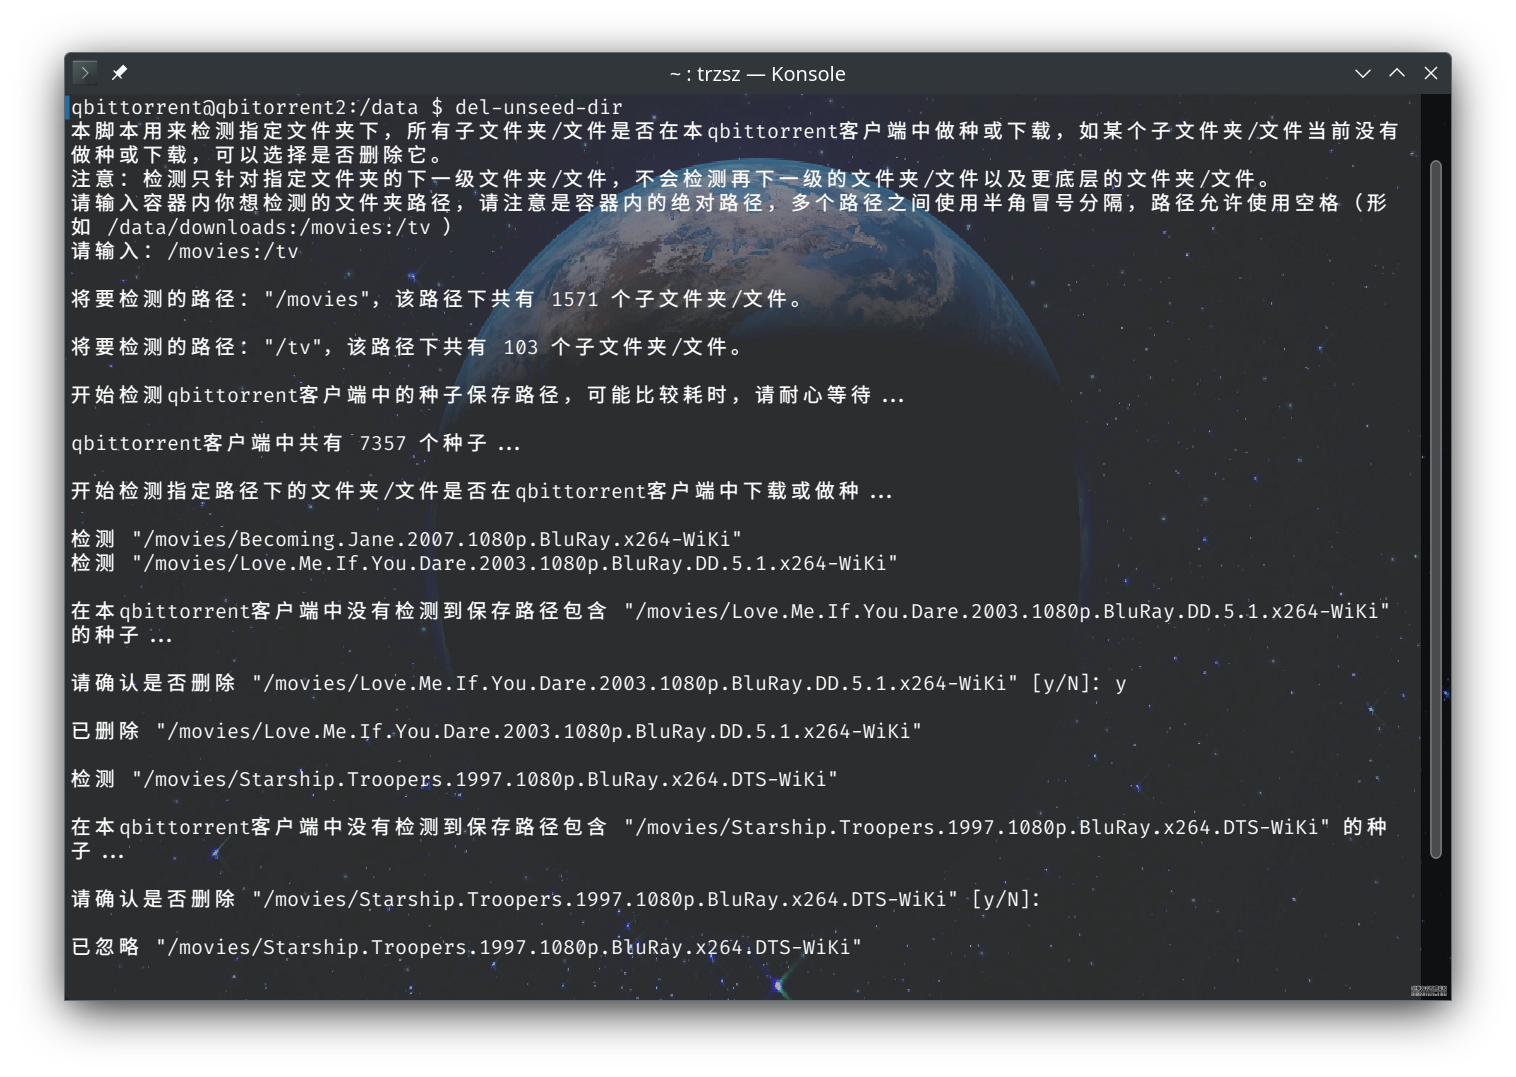 ~ : trzsz — Konsole
qbittorrent@qbitorrent2:/data $ del-unseed-dir
本脚本用来检测指定文件夹下，所有子文件夹/文件是否在本qbittorrent客户端中做种或下载，如某个子文件夹/文件当前没有
做种或下载，可以选择是否删除它。
注意：检测只针对指定文件夹的下一级文件夹/文件，不会检测再下一级的文件夹/文件以及更底层的文件夹/文件。
请输入容器内你想检测的文件夹路径，请注意是容器内的绝对路径，多个路径之间使用半角冒号分隔，路径允许使用空格（形
如 /data/downloads:/movies:/tv ）
请输入：/movies:/tv
将要检测的路径："/movies"，该路径下共有 1571 个子文件夹/文件。
将要检测的路径："/tv"，该路径下共有 103 个子文件夹/文件。
开始检测qbittorrent客户端中的种子保存路径，可能比较耗时，请耐心等待 ...
qbittorrent客户端中共有 7357 个种子 ...
开始检测指定路径下的文件夹/文件是否在qbittorrent客户端中下载或做种 ...
检测 "/movies/Becoming.Jane.2007.1080p.BluRay.x264-WiKi"
检测 "/movies/Love.Me.If.You.Dare.2003.1080p.BluRay.DD.5.1.x264-WiKi"
在本qbittorrent客户端中没有检测到保存路径包含 "/movies/Love.Me.If.You.Dare.2003.1080p.BluRay.DD.5.1.x264-WiKi"
的种子 ...
请确认是否删除 "/movies/Love.Me.If.You.Dare.2003.1080p.BluRay.DD.5.1.x264-WiKi" [y/N]: y
已删除 "/movies/Love.Me.If.You.Dare.2003.1080p.BluRay.DD.5.1.x264-WiKi"
检测 "/movies/Starship.Troopers.1997.1080p.BluRay.x264.DTS-WiKi"
在本qbittorrent客户端中没有检测到保存路径包含 "/movies/Starship.Troopers.1997.1080p.BluRay.x264.DTS-WiKi" 的种
子 ...
请确认是否删除 "/movies/Starship.Troopers.1997.1080p.BluRay.x264.DTS-WiKi" [y/N]:
已忽略 "/movies/Starship.Troopers.1997.1080p.BluRay.x264.DTS-WiKi"